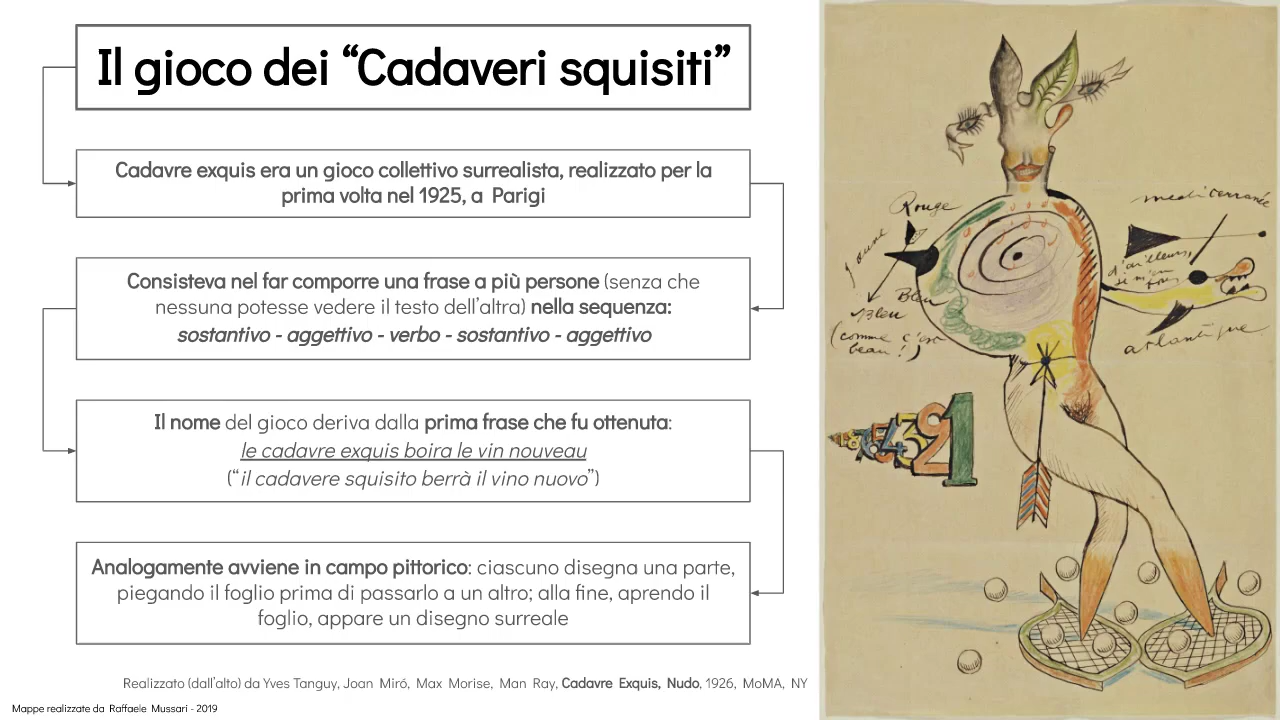 Il gioco dei “Cadaveri squisiti”
Cadavre exquis era un gioco collettivo surrealista, realizzato per la
prima volta nel 1925, a Parigi
Consisteva nel far comporre una frase a più persone (senza che
nessuna potesse vedere il testo dell’altra) nella sequenza:
sostantivo - aggettivo - verbo - sostantivo - aggettivo
Il nome del gioco deriva dalla prima frase che fu ottenuta:
le cadavre exquis boira le vin nouveau
(“il cadavere squisito berrà il vino nuovo”)
Analogamente avviene in campo pittorico: ciascuno disegna una parte,
piegando il foglio prima di passarlo a un altro; alla fine, aprendo il
foglio, appare un disegno surreale
Realizzato (dall’alto) da Yves Tanguy, Joan Miró, Max Morise, Man Ray, Cadavre Exquis, Nudo, 1926, MoMA, NY
Mappe realizzate da Raffaele Mussari - 2019
Rouge
Jaune
Bleu
Bleu
(comme c'est
beau!)
mediterranée
d'ailleurs,
atlantique
4321